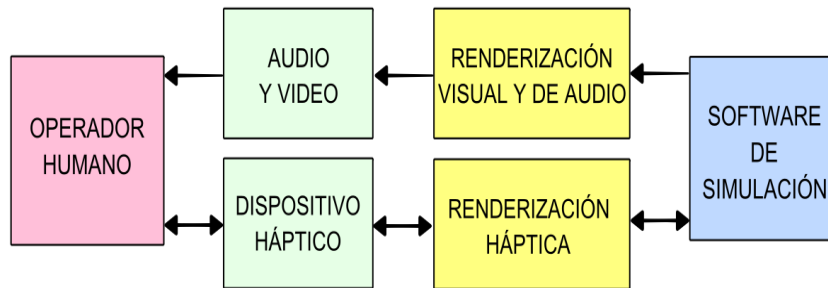 OPERADOR
HUMANO
AUDIO
Y VIDEO
RENDERIZACIÓN
VISUAL Y DE AUDIO
SOFTWARE
DE
SIMULACIÓN
DISPOSITIVO
HÁPTICO
RENDERIZACIÓN
HÁPTICA